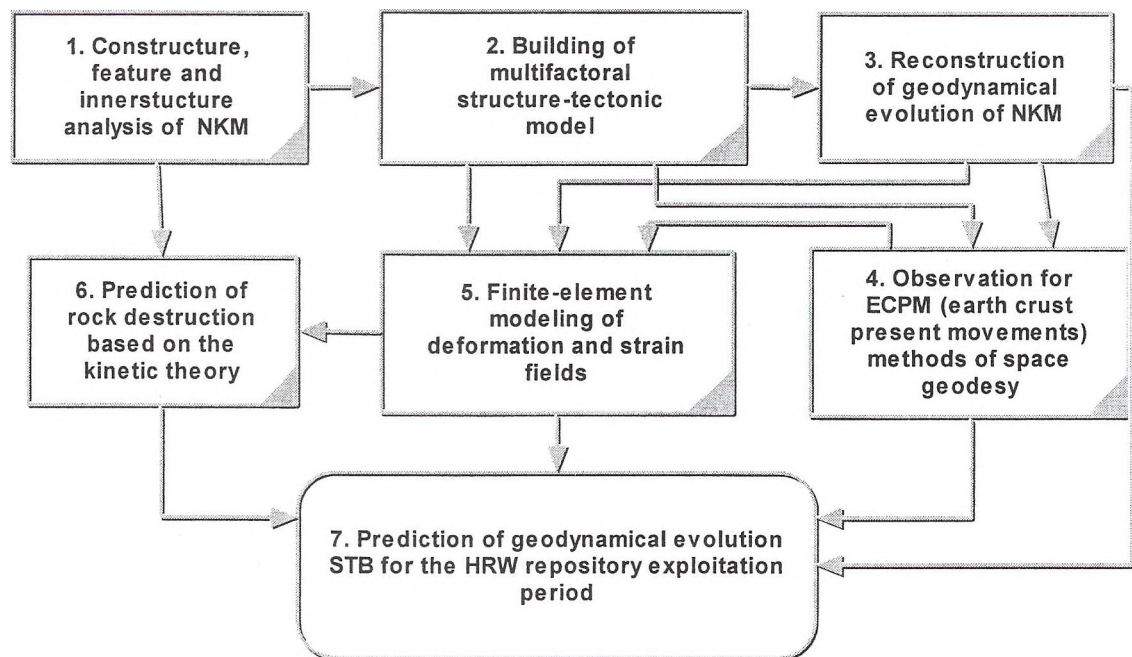 1. Constructure,
feature and
innerstucture
analysis of NKM
2. Building of
multifactoral
structure-tectonic
model
3. Reconstruction
of geodynamical
evolution of NKM
6. Prediction of
rock destruction
based on the
kinetic theory
5. Finite-element
modeling of
deformation and strain
fields
4. Observation for
ECPM (earth crust
present movements)
methods of space
geodesy
7. Prediction of geodynamical evolution
STB for the HRW repository exploitation
period